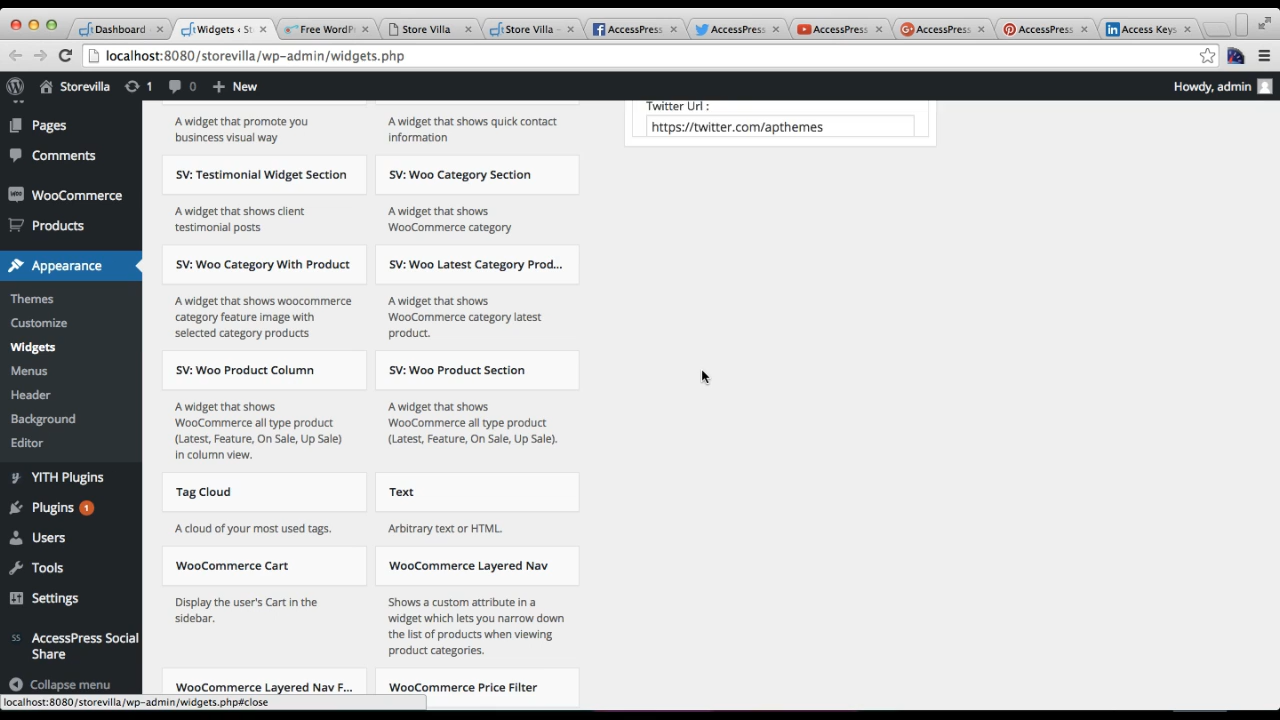 Dashboard
Widgets ‹ St
Free WordPr
Store Villa
Store Villa -
AccessPress
AccessPress
AccessPress
AccessPress
AccessPress
Access Keys
localhost:8080/storevilla/wp-admin/widgets.php
Storevilla
1
0
New
Howdy, admin
Pages
Comments
WooCommerce
Products
Appearance
Themes
Customize
Widgets
Menus
Header
Background
Editor
YITH Plugins
Plugins 1
Users
Tools
Settings
AccessPress Social
Share
Collapse menu
A widget that promote you
busciness visual way
A widget that shows quick contact
information
SV: Testimonial Widget Section
SV: Woo Category Section
A widget that shows client
testimonial posts
A widget that shows
WooCommerce category
SV: Woo Category With Product
SV: Woo Latest Category Prod...
A widget that shows woocommerce
category feature image with
selected category products
A widget that shows
WooCommerce category latest
product.
SV: Woo Product Column
SV: Woo Product Section
A widget that shows
WooCommerce all type product
(Latest, Feature, On Sale, Up Sale)
in column view.
A widget that shows
WooCommerce all type product
(Latest, Feature, On Sale, Up Sale).
Tag Cloud
Text
A cloud of your most used tags.
Arbitrary text or HTML.
WooCommerce Cart
WooCommerce Layered Nav
Display the user's Cart in the
sidebar.
Shows a custom attribute in a
widget which lets you narrow down
the list of products when viewing
product categories.
WooCommerce Layered Nav F...
WooCommerce Price Filter
Twitter Url :
https://twitter.com/apthemes
localhost:8080/storevilla/wp-admin/widgets.php#close